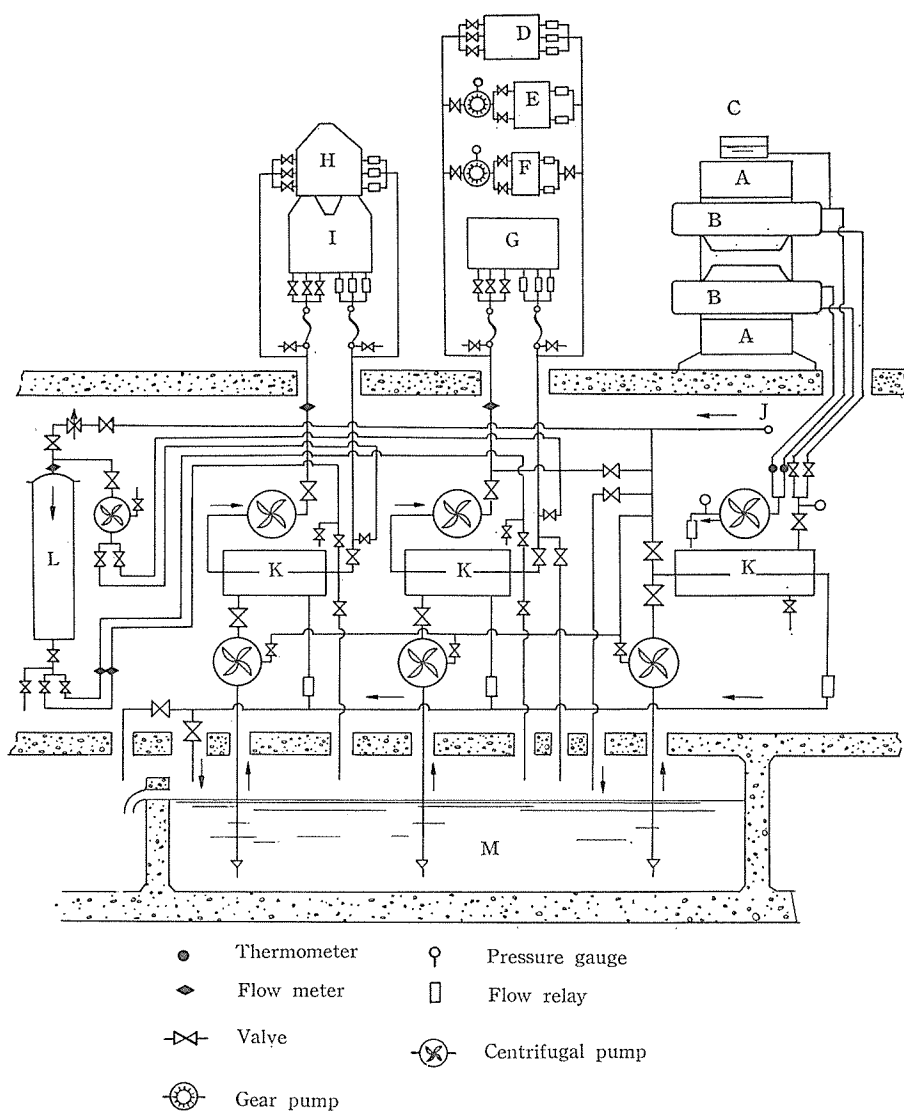 D
E
C
F
H
A
B
I
G
B
A
J
L
K
K
K
M
Thermometer
Pressure gauge
Flow meter
Flow relay
Valve
Centrifugal pump
Gear pump